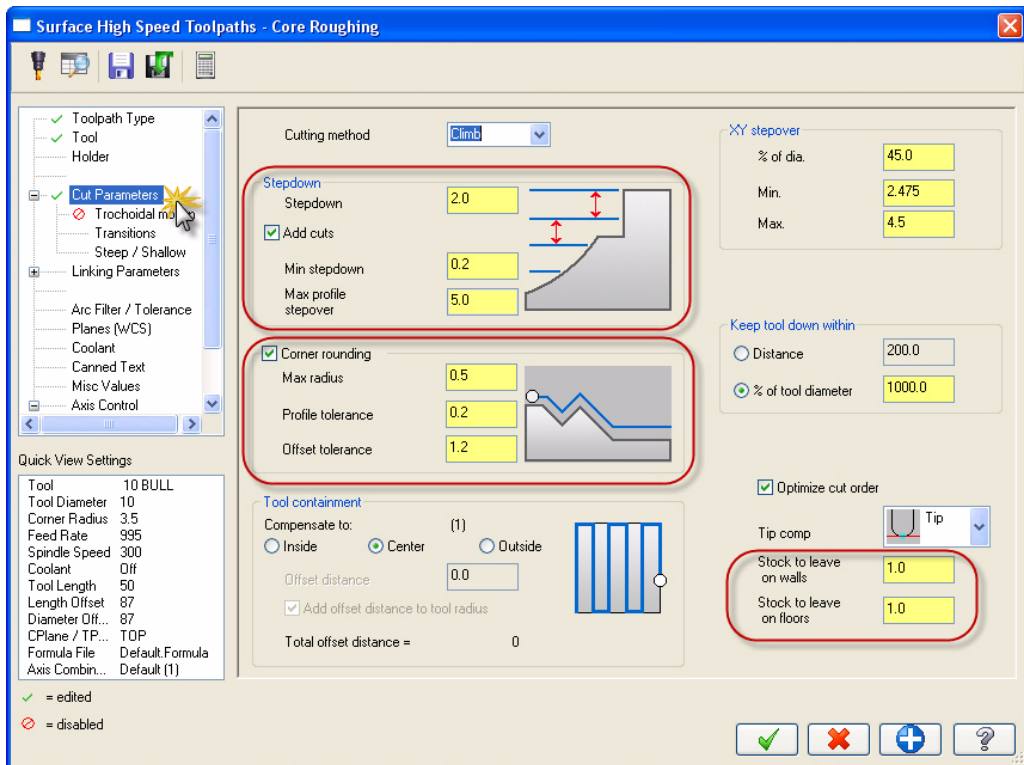 Surface High Speed Toolpaths - Core Roughing
Toolpath Type
Tool
Holder
Cut Parameters
Trochoidal m
Transitions
Steep / Shallow
Linking Parameters
Arc Filter / Tolerance
Planes (WCS)
Coolant
Canned Text
Misc Values
Axis Control
Quick View Settings
Tool 10 BULL
Tool Diameter 10
Corner Radius 3.5
Feed Rate 995
Spindle Speed 300
Coolant Off
Tool Length 50
Length Offset 87
Diameter Off... 87
CPlane / TP... TOP
Formula File Default.Formula
Axis Combin... Default (1)
= edited
= disabled
Cutting method Climb
Stepdown
Stepdown 2.0
Add cuts
Min stepdown 0.2
Max profile
stepover 5.0
Corner rounding
Max radius 0.5
Profile tolerance 0.2
Offset tolerance 1.2
Tool containment
Compensate to: (1)
Inside Center Outside
Offset distance 0.0
Add offset distance to tool radius
Total offset distance = 0
XY stepover
% of dia. 45.0
Min. 2.475
Max. 4.5
Keep tool down within
Distance 200.0
% of tool diameter 1000.0
Optimize cut order
Tip comp Tip
Stock to leave
on walls 1.0
Stock to leave
on floors 1.0